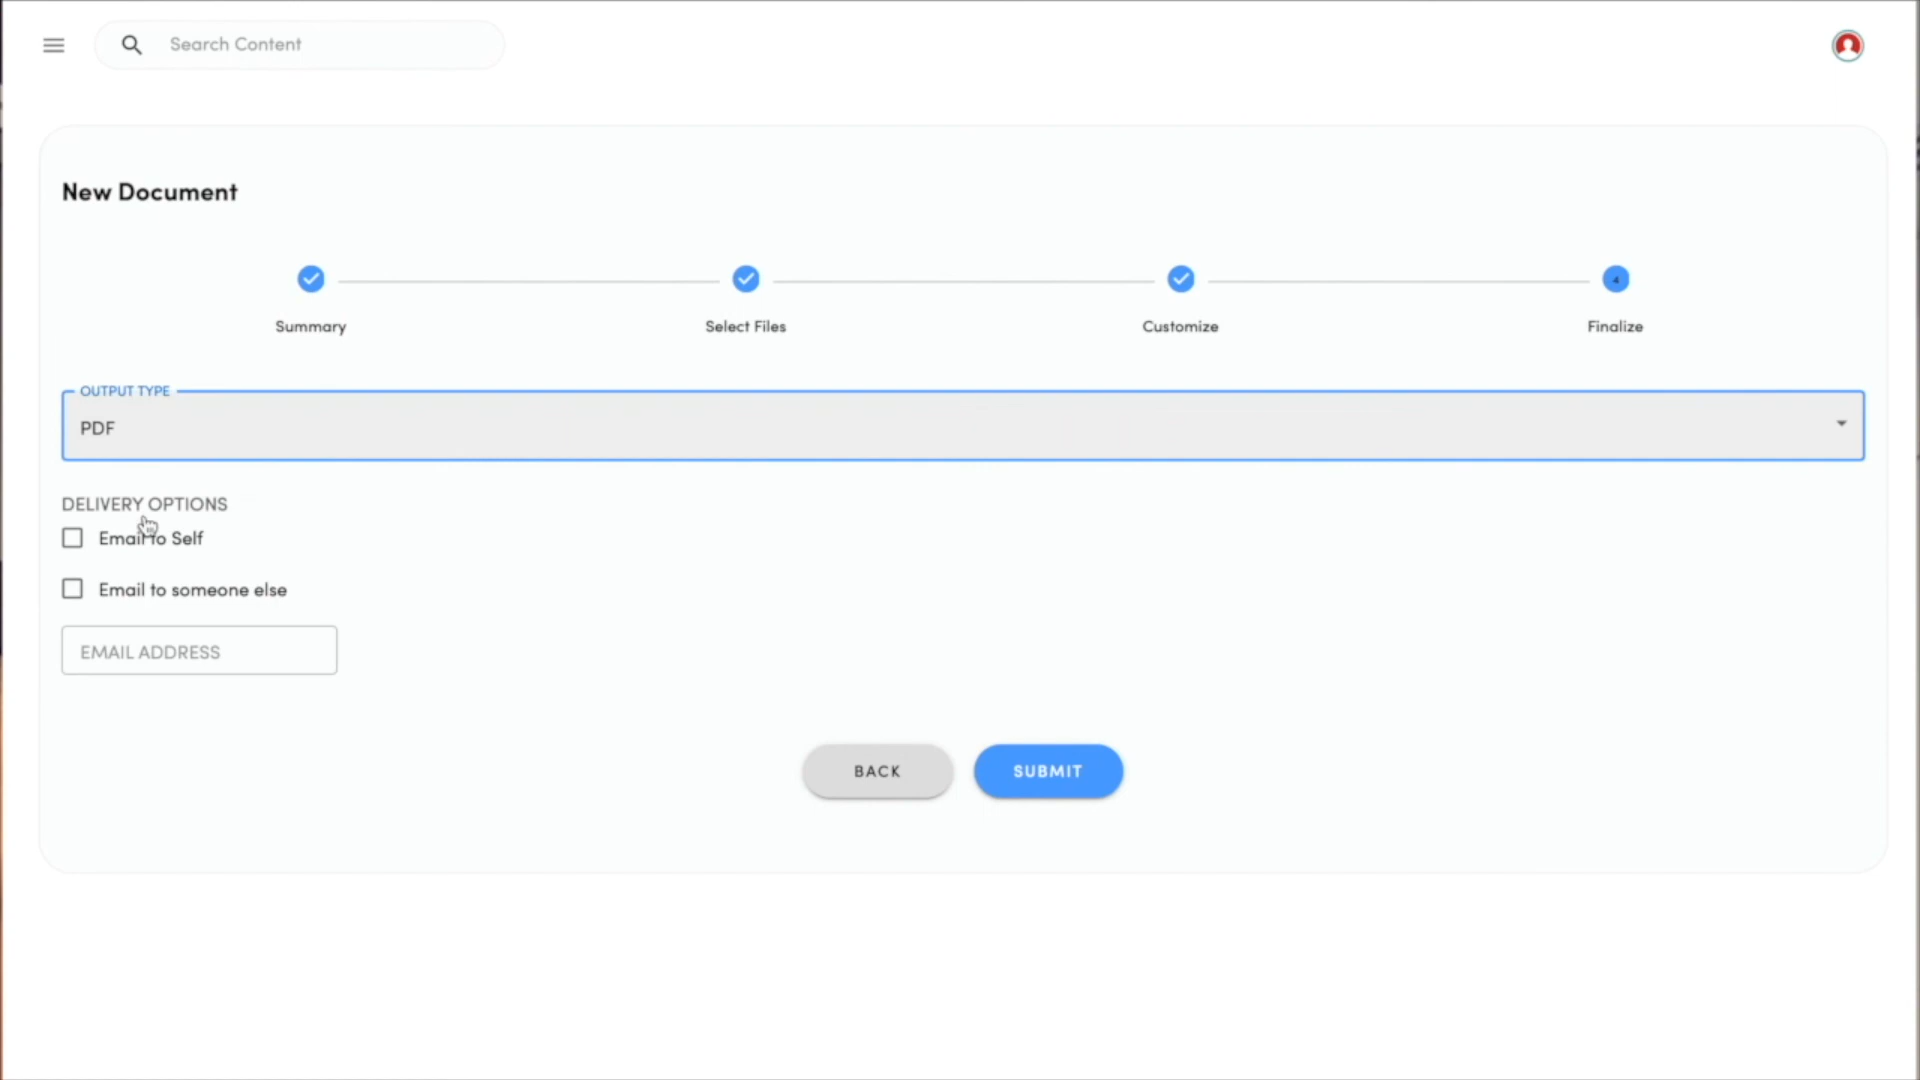 Search Content
New Document
4
Summary
Select Files
Customize
Finalize
OUTPUT TYPE
PDF
DELIVERY OPTIONS
Email to Self
Email to someone else
EMAIL ADDRESS
BACK
SUBMIT